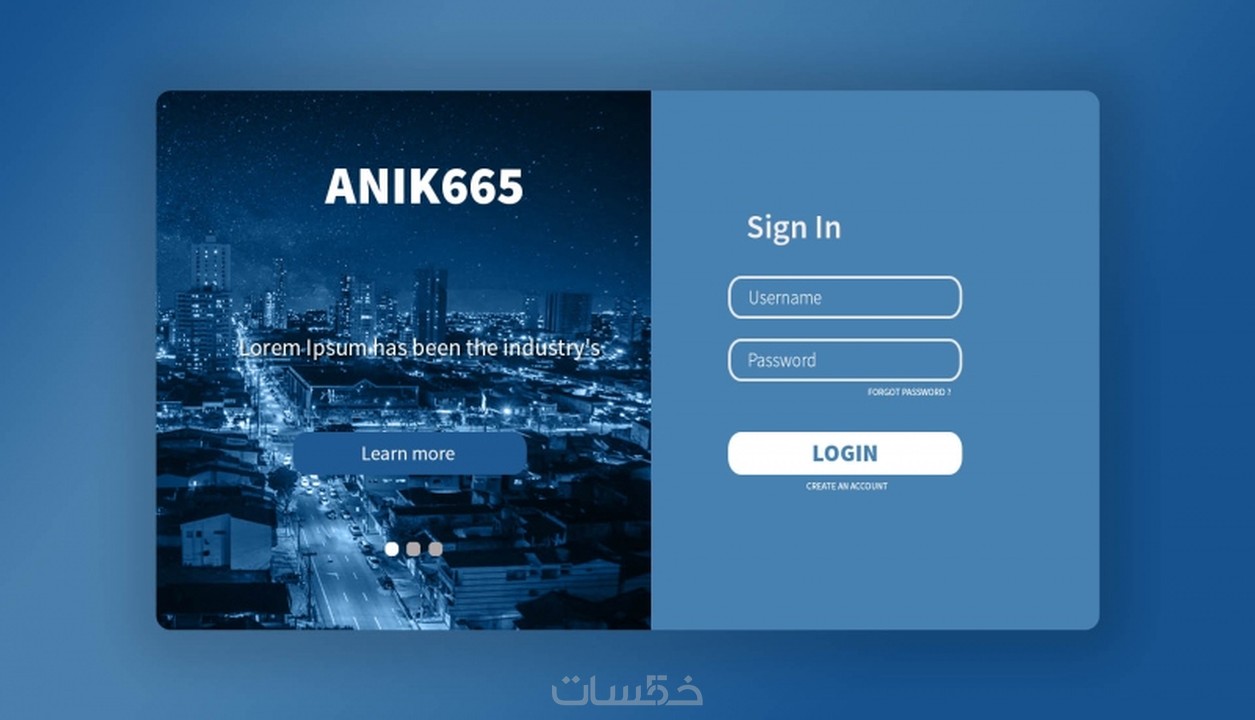 ANIK665
Lorem Ipsum has been the industry's
Learn more
Sign In
Username
Password
FORGOT PASSWORD ?
LOGIN
CREATE AN ACCOUNT
خمسات